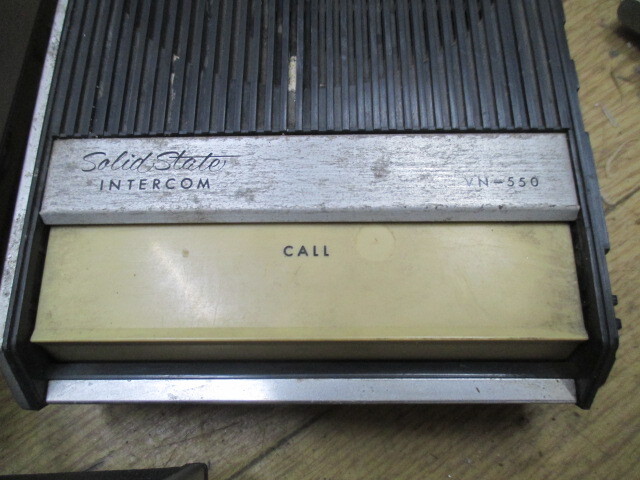 Solid State
INTERCOM
VN-550
CALL